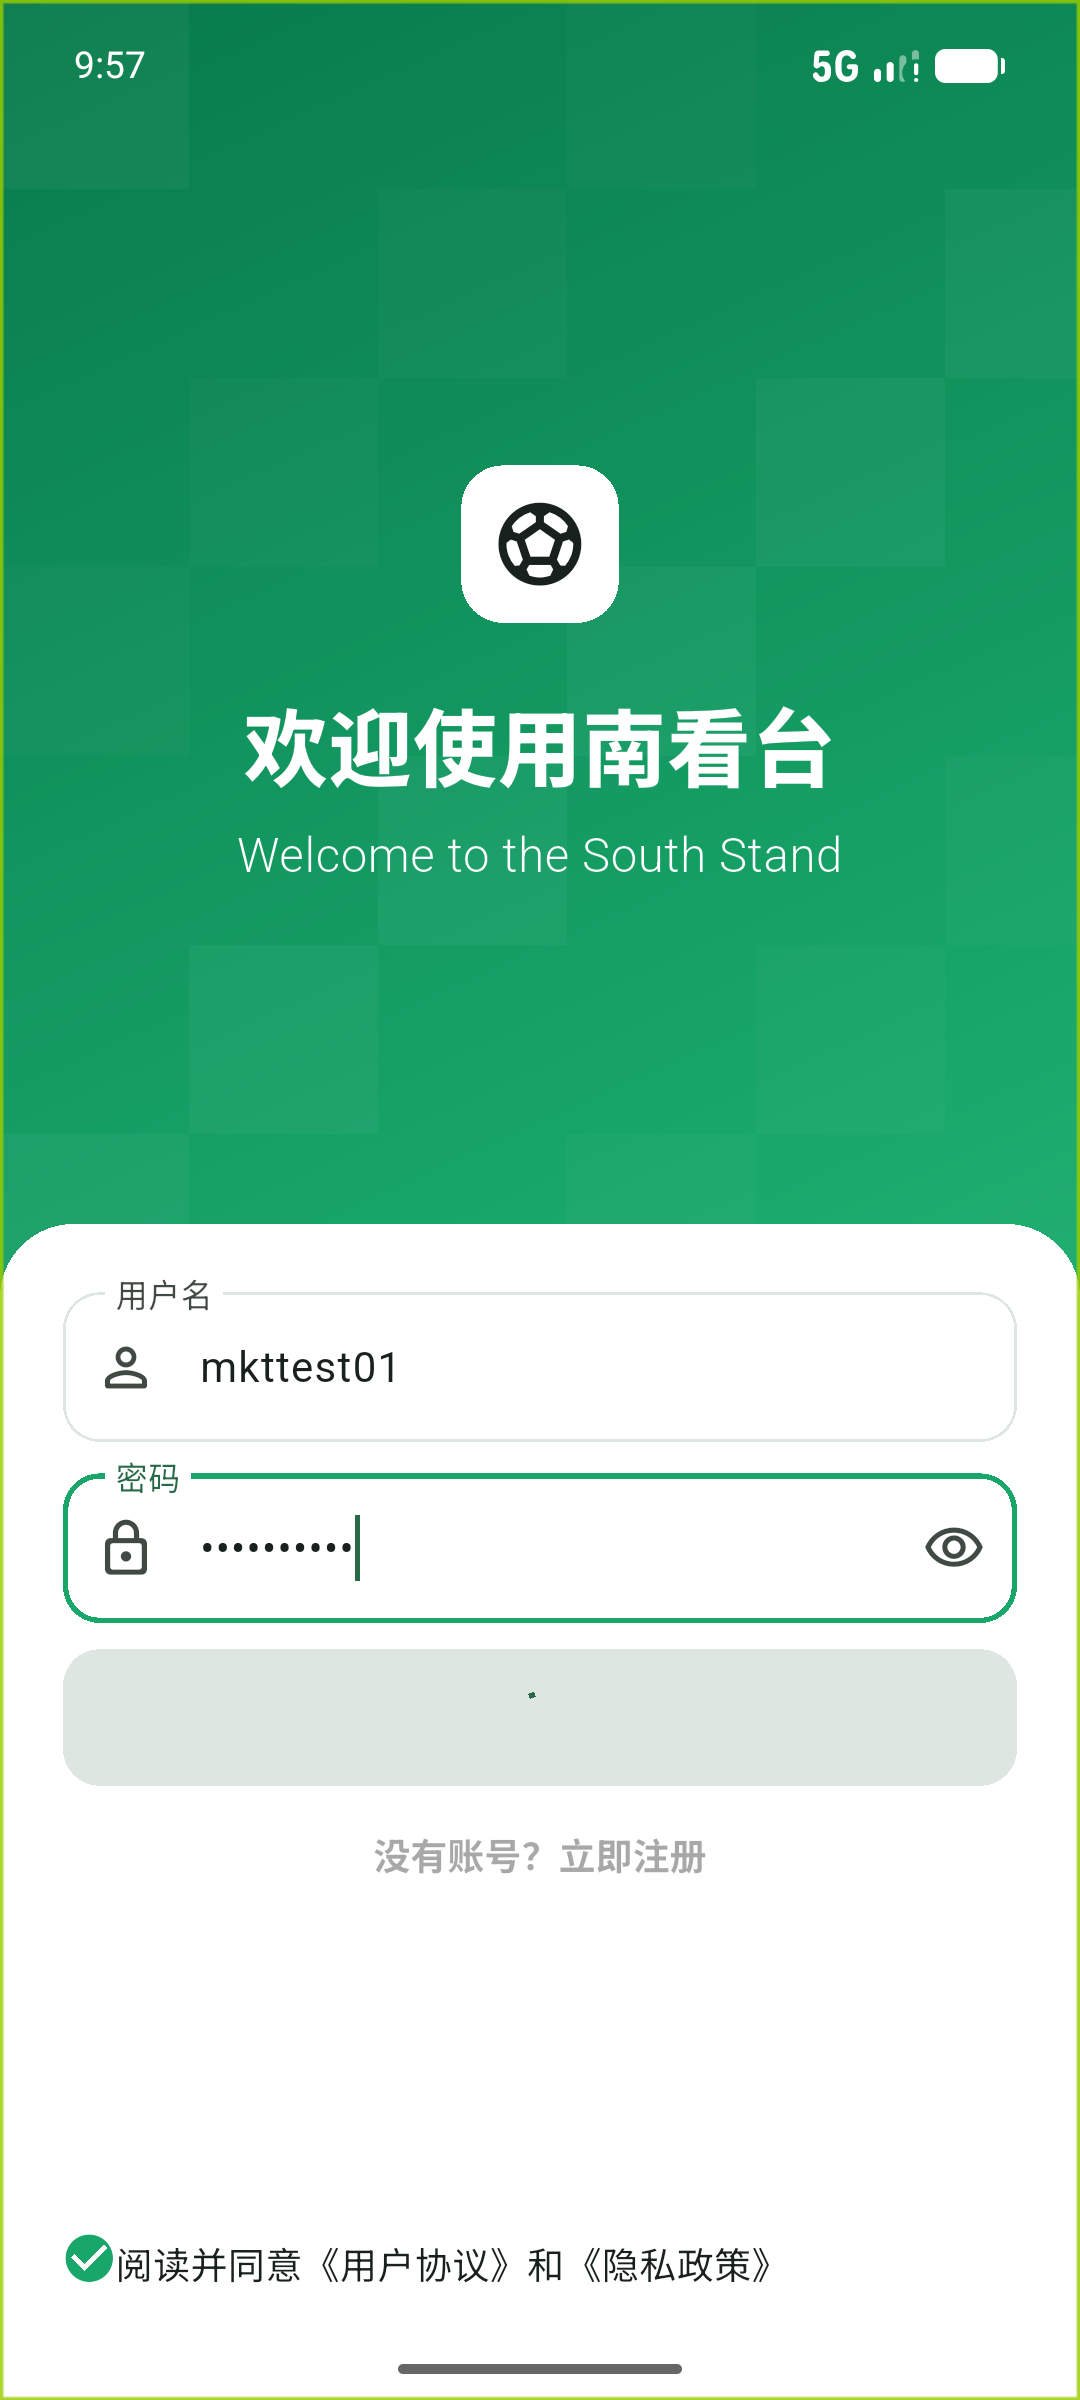 9:57
5G
欢迎使用南看台
Welcome to the South Stand
用户名
mkttest01
密码
••••••••••
没有账号？立即注册
阅读并同意《用户协议》和《隐私政策》